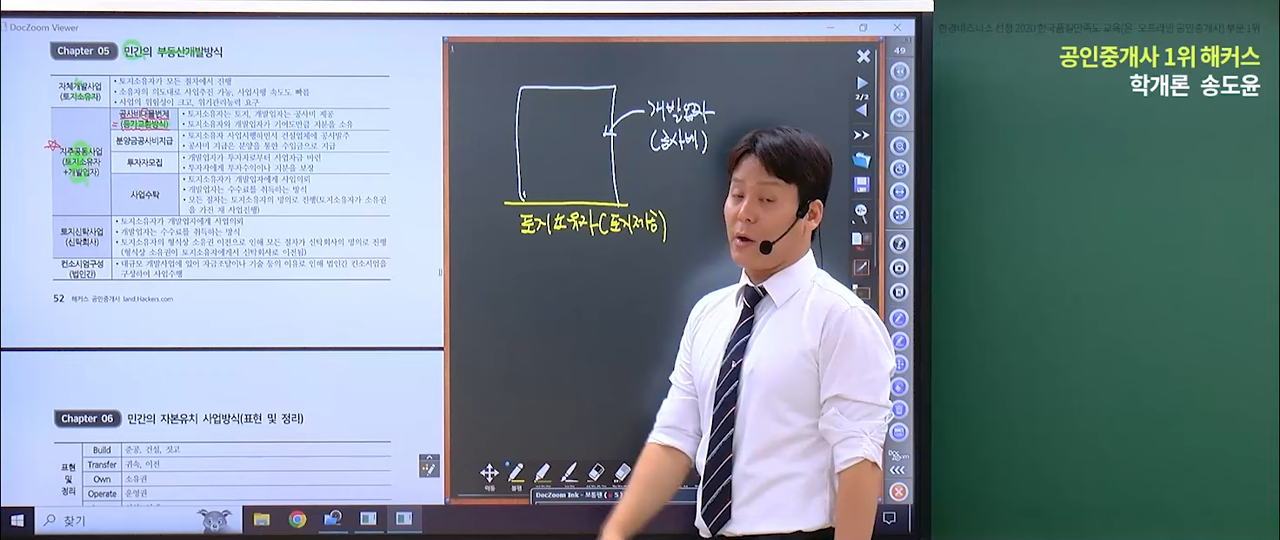 DocZoom Viewer
한경비즈니스 선정 2020 한국품질만족도 교육(온·오프라인 공인중개사) 부문 1위
공인중개사 1위 해커스
학개론 송도윤
Chapter 05 민간의 부동산개발방식
자체개발사업
(토지소유자)
• 토지소유자가 모든 절차에서 진행
• 소유자의 의도대로 사업추진 가능, 사업시행 속도도 빠름
• 사업의 위험성이 크고, 위기관리능력 요구
지주공동사업
(토지소유자
+개발업자)
공사비대물변제
(등가교환방식)
• 토지소유자는 토지, 개발업자는 공사비 제공
• 토지소유자와 개발업자가 기여도만큼 지분을 소유
분양금공사비지급
• 토지소유자 사업시행하면서 건설업체에 공사발주
• 공사비 지급은 분양을 통한 수입금으로 지급
투자자모집
• 개발업자가 투자자로부터 사업자금 마련
• 투자자에게 투자수익이나 지분을 보장
사업수탁
• 토지소유자가 개발업자에게 사업의뢰
• 개발업자는 수수료를 취득하는 방식
• 모든 절차는 토지소유자의 명의로 진행(토지소유자가 소유권을 가진 채 사업진행)
토지신탁사업
(신탁회사)
• 토지소유자가 개발업자에게 사업의뢰
• 개발업자는 수수료를 취득하는 방식
• 토지소유자의 형식상 소유권 이전으로 인해 모든 절차가 신탁회사의 명의로 진행
(형식상 소유권이 토지소유자에게서 신탁회사로 이전됨)
컨소시엄구성
(법인간)
• 대규모 개발사업에 있어 자금조달이나 기술 등의 이유로 인해 법인간 컨소시엄을 구성하여 사업수행
52 해커스 공인중개사 land.Hackers.com
Chapter 06 민간의 자본유치 사업방식(표현 및 정리)
표현
및
정리
Build 준공, 건설, 짓고
Transfer 귀속, 이전
Own 소유권
Operate 운영권
1
개발업자
(공사비)
토지소유자(토지제공)
49
2/2
이동
볼펜
DocZoom Ink - 보통펜 ( 5 )
찾기